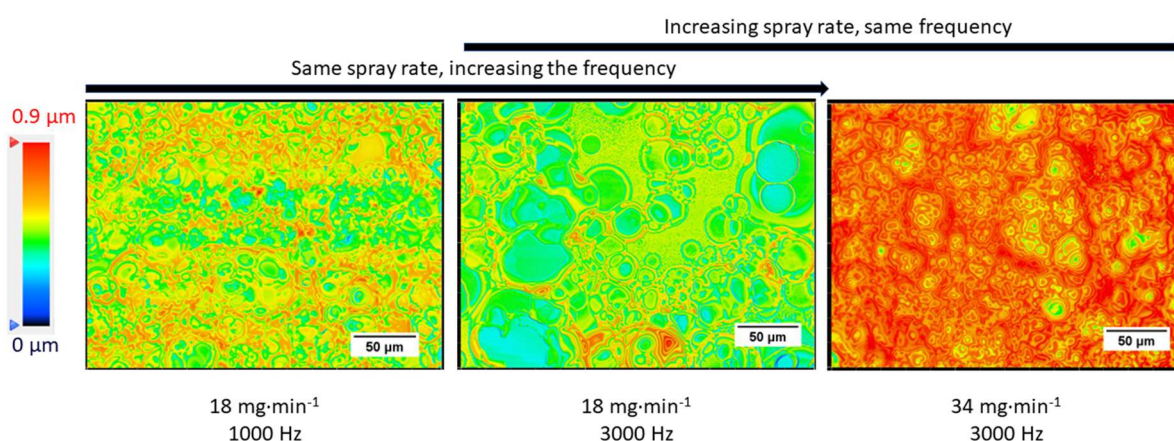 Increasing spray rate, same frequency
Same spray rate, increasing the frequency
0.9 µm
0 µm
50 µm
50 µm
50 µm
18 mg·min⁻¹
1000 Hz
18 mg·min⁻¹
3000 Hz
34 mg·min⁻¹
3000 Hz